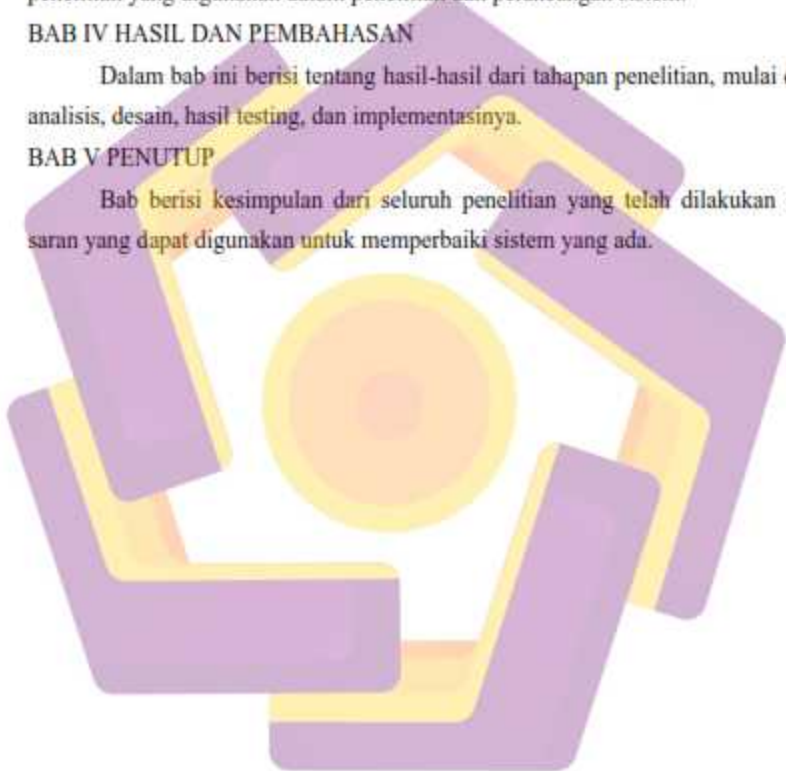 BAB IV HASIL DAN PEMBAHASAN
Dalam bab ini berisi tentang hasil-hasil dari tahapan penelitian, mulai
analisis, desain, hasil testing, dan implementasinya.
BAB V PENUTUP
Bab berisi kesimpulan dari seluruh penelitian yang telah dilakukan
saran yang dapat digunakan untuk memperbaiki sistem yang ada.